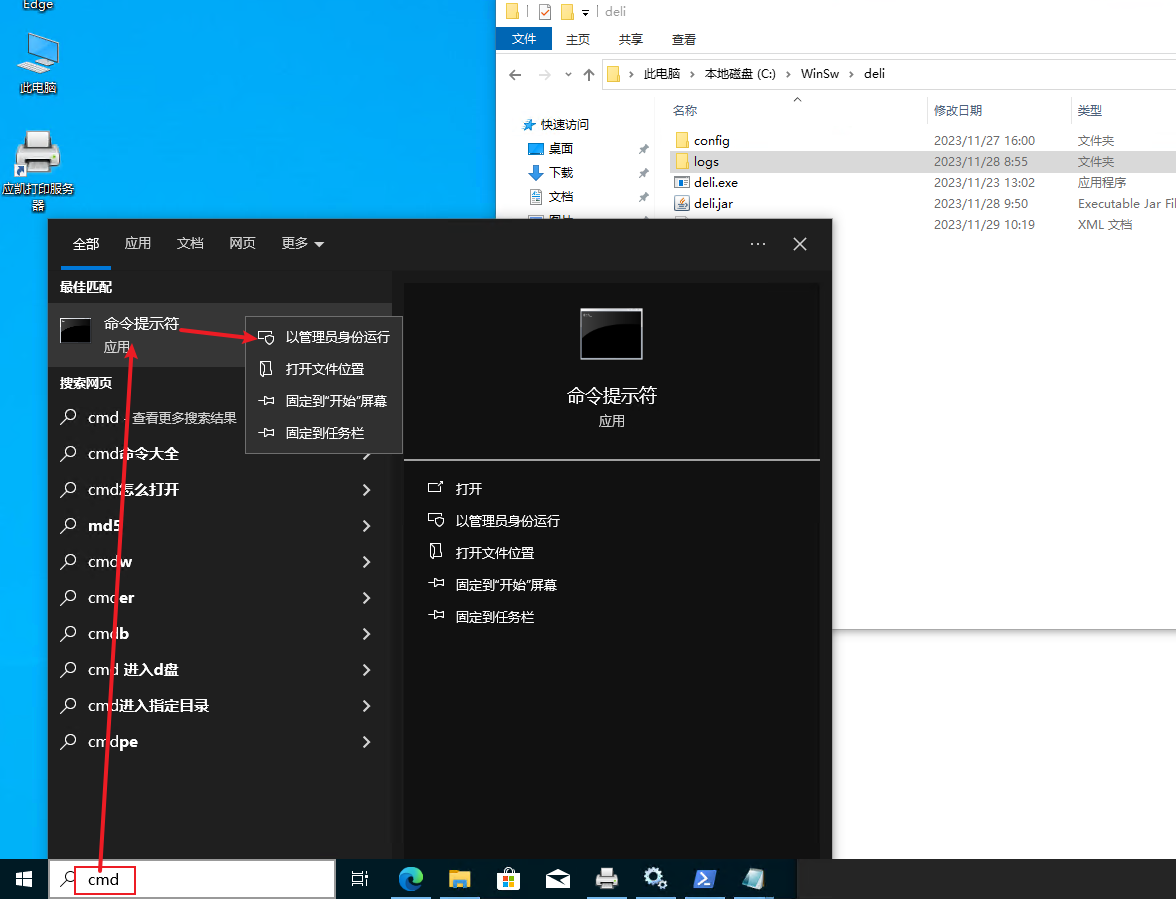 Edge
此电脑
应凯打印服务
器
deli
文件 主页 共享 查看
此电脑 本地磁盘 (C:) WinSw deli
名称 修改日期 类型
快速访问
桌面
下载
文档
图片
config 2023/11/27 16:00 文件夹
logs 2023/11/28 8:55 文件夹
deli.exe 2023/11/23 13:02 应用程序
deli.jar 2023/11/28 9:50 Executable Jar Fil
2023/11/29 10:19 XML 文档
全部 应用 文档 网页 更多
最佳匹配
命令提示符
应用
以管理员身份运行
打开文件位置
固定到"开始"屏幕
固定到任务栏
搜索网页
cmd - 查看更多搜索结果
cmd命令大全
cmd怎么打开
md5
cmdw
cmder
cmdb
cmd 进入d盘
cmd进入指定目录
cmdpe
命令提示符
应用
打开
以管理员身份运行
打开文件位置
固定到"开始"屏幕
固定到任务栏
cmd